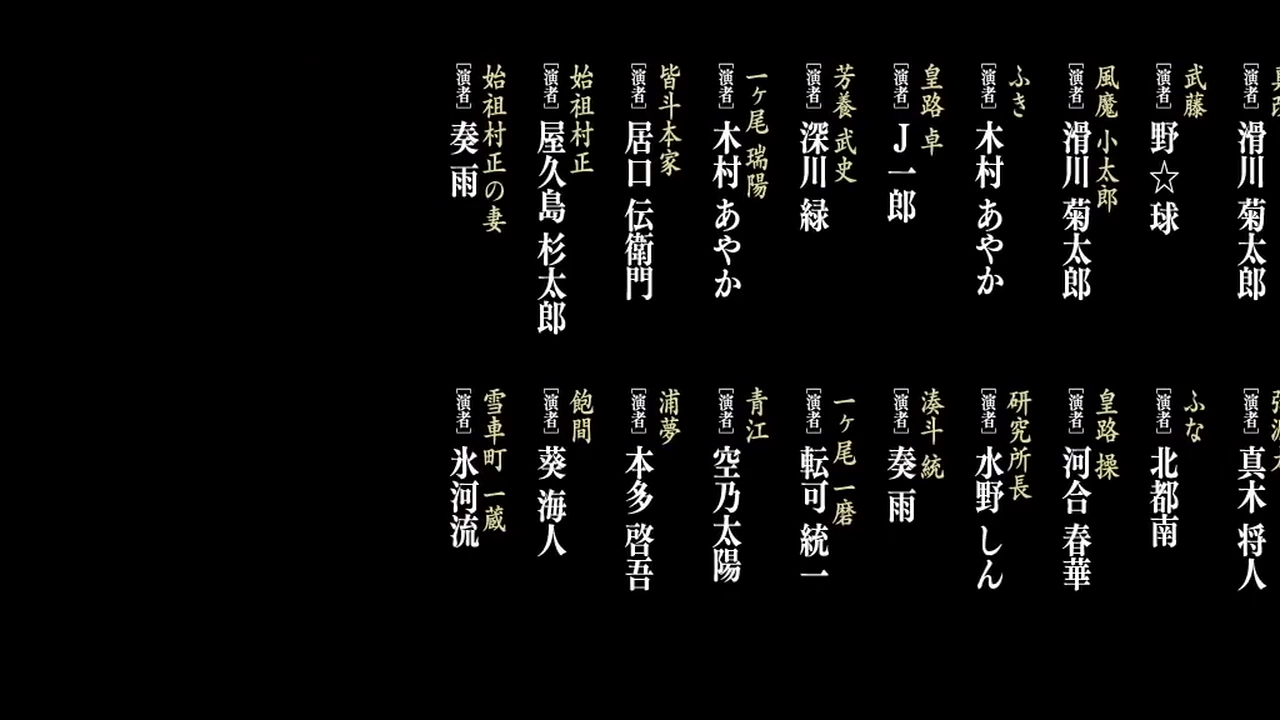 [演者] 滑川 菊太郎
武藤
[演者] 野☆球
風魔 小太郎
[演者] 滑川 菊太郎
ふき
[演者] 木村 あやか
皇路 卓
[演者] J一郎
芳養 武史
[演者] 深川 緑
一ヶ尾 瑞陽
[演者] 木村 あやか
皆斗本家
[演者] 居口 伝衛門
始祖村正
[演者] 屋久島 杉太郎
始祖村正の妻
[演者] 奏 雨
[演者] 真木 将人
ふな
[演者] 北都南
皇路 操
[演者] 河合 春華
研究所長
[演者] 水野 しん
湊斗 統
[演者] 奏 雨
一ヶ尾 一磨
[演者] 転可 統一
青江
[演者] 空乃太陽
浦夢
[演者] 本多 啓吾
飽間
[演者] 葵 海人
雪車町 一蔵
[演者] 氷河流